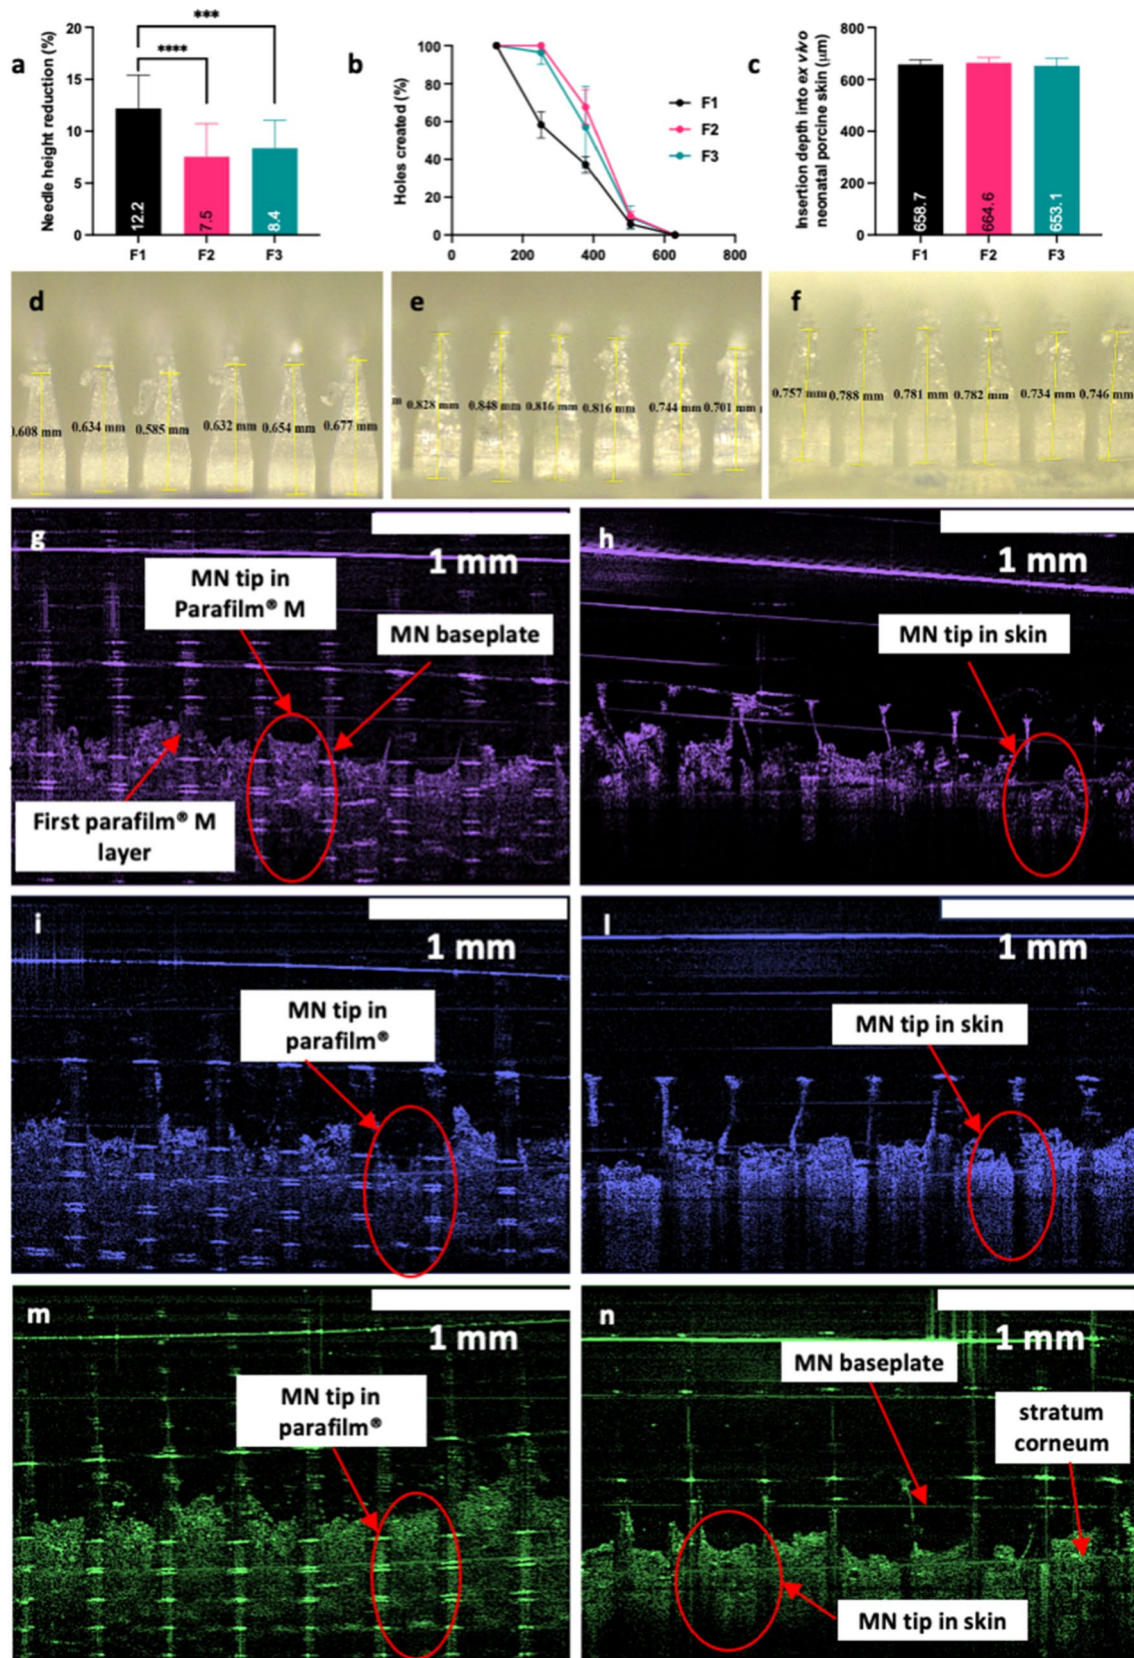 a
Needle height reduction (%)
20
15
10
5
0
***
****
12.2
7.5
8.4
F1
F2
F3
b
Holes created (%)
100
80
60
40
20
0
0
200
400
600
800
F1
F2
F3
c
Insertion depth into ex vivo
neonatal porcine skin (μm)
800
600
400
200
0
658.7
664.6
653.1
F1
F2
F3
d
0.608 mm
0.634 mm
0.585 mm
0.632 mm
0.654 mm
0.677 mm
e
0.828 mm
0.848 mm
0.816 mm
0.816 mm
0.744 mm
0.701 mm
f
0.757 mm
0.788 mm
0.781 mm
0.782 mm
0.734 mm
0.746 mm
g
1 mm
MN tip in
Parafilm® M
MN baseplate
First parafilm® M
layer
h
1 mm
MN tip in skin
i
1 mm
MN tip in
parafilm®
l
1 mm
MN tip in skin
m
1 mm
MN tip in
parafilm®
n
1 mm
MN baseplate
stratum
corneum
MN tip in skin